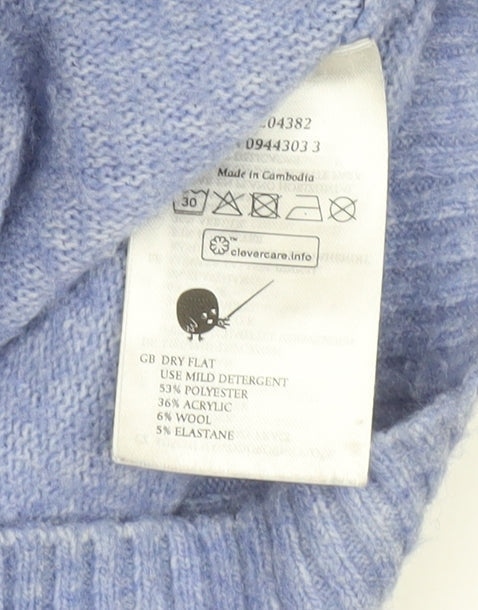 04382
0944303 3
Made in Cambodia
30
™
clevercare.info
GB DRY FLAT
USE MILD DETERGENT
53% POLYESTER
36% ACRYLIC
6% WOOL
5% ELASTANE